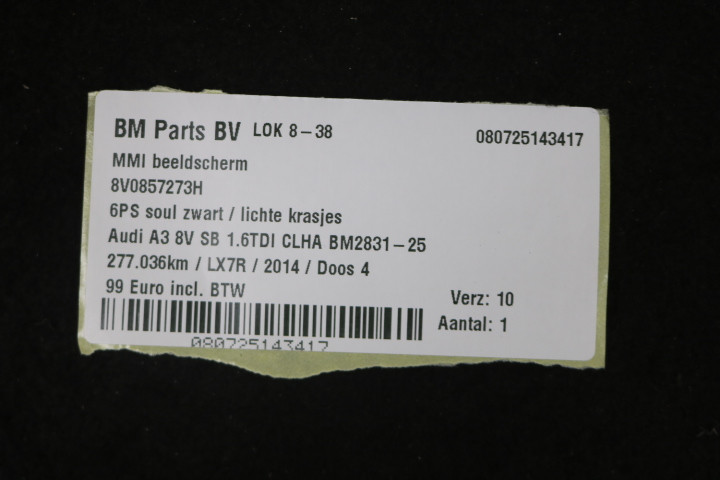 BM Parts BV LOK 8-38 080725143417
MMI beeldscherm
8V0857273H
6PS soul zwart / lichte krasjes
Audi A3 8V SB 1.6TDI CLHA BM2831-25
277.036km / LX7R / 2014 / Doos 4
99 Euro incl. BTW Verz: 10
Aantal: 1
080725143417